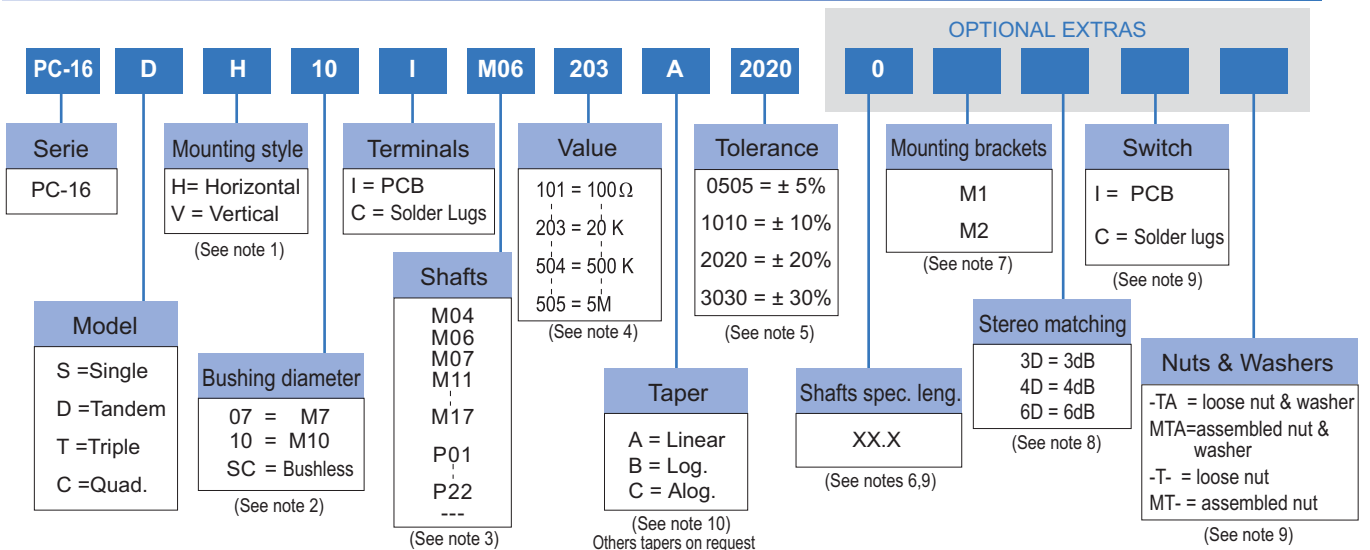 OPTIONAL EXTRAS
PC-16 D H 10 I M06 203 A 2020 0
Serie
PC-16
Mounting style
H= Horizontal
V = Vertical
(See note 1)
Terminals
I = PCB
C = Solder Lugs
Value
101 = 100Ω
203 = 20 K
504 = 500 K
505 = 5M
(See note 4)
Tolerance
0505 = ± 5%
1010 = ± 10%
2020 = ± 20%
3030 = ± 30%
(See note 5)
Mounting brackets
M1
M2
(See note 7)
Switch
I = PCB
C = Solder lugs
(See note 9)
Model
S =Single
D =Tandem
T =Triple
C =Quad.
Bushing diameter
07 = M7
10 = M10
SC = Bushless
(See note 2)
Shafts
M04
M06
M07
M11
M17
P01
P22
---
(See note 3)
Taper
A = Linear
B = Log.
C = Alog.
(See note 10)
Others tapers on request
Shafts spec. leng.
XX.X
(See notes 6,9)
Stereo matching
3D = 3dB
4D = 4dB
6D = 6dB
(See note 8)
Nuts & Washers
-TA = loose nut & washer
MTA=assembled nut &
washer
-T- = loose nut
MT- = assembled nut
(See note 9)